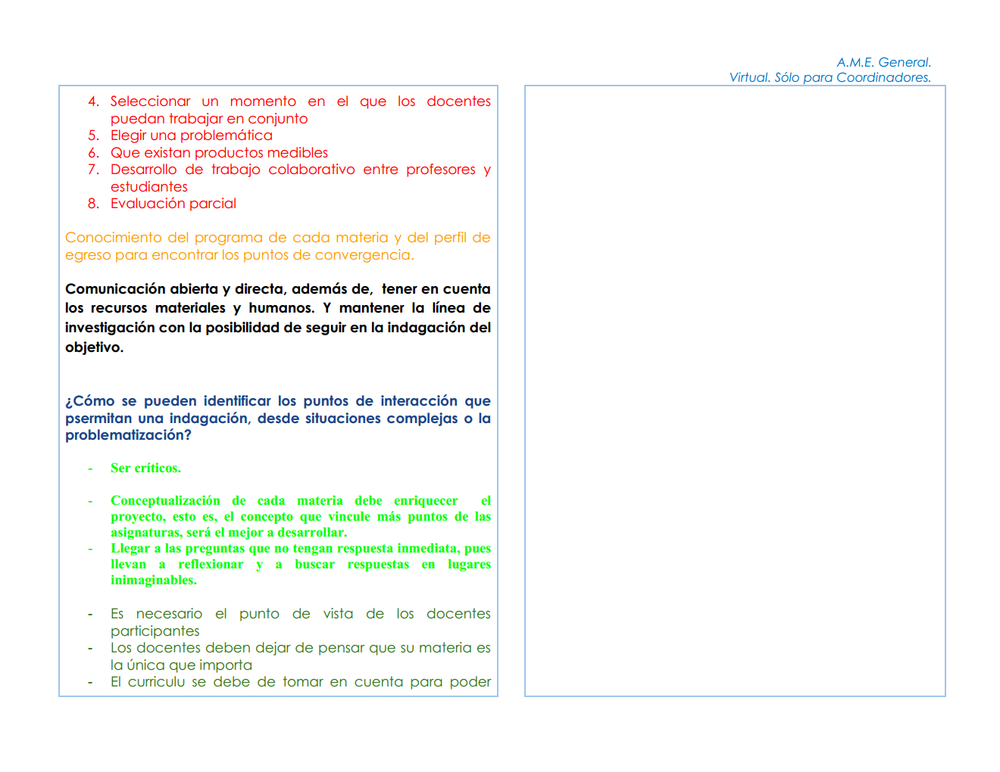 A.M.E. General.
Virtual. Sólo para Coordinadores.
4. Seleccionar un momento en el que los docentes
puedan trabajar en conjunto
5. Elegir una problemática
6. Que existan productos medibles
7. Desarrollo de trabajo colaborativo entre profesores y
estudiantes
8. Evaluación parcial
Conocimiento del programa de cada materia y del perfil de
egreso para encontrar los puntos de convergencia.
Comunicación abierta y directa, además de, tener en cuenta
los recursos materiales y humanos. Y mantener la línea de
investigación con la posibilidad de seguir en la indagación del
objetivo.
¿Cómo se pueden identificar los puntos de interacción que
psermitan una indagación, desde situaciones complejas o la
problematización?
- Ser críticos.
- Conceptualización de cada materia debe enriquecer el
proyecto, esto es, el concepto que vincule más puntos de las
asignaturas, será el mejor a desarrollar.
- Llegar a las preguntas que no tengan respuesta inmediata, pues
llevan a reflexionar y a buscar respuestas en lugares
inimaginables.
- Es necesario el punto de vista de los docentes
participantes
- Los docentes deben dejar de pensar que su materia es
la única que importa
- El curriculu se debe de tomar en cuenta para poder